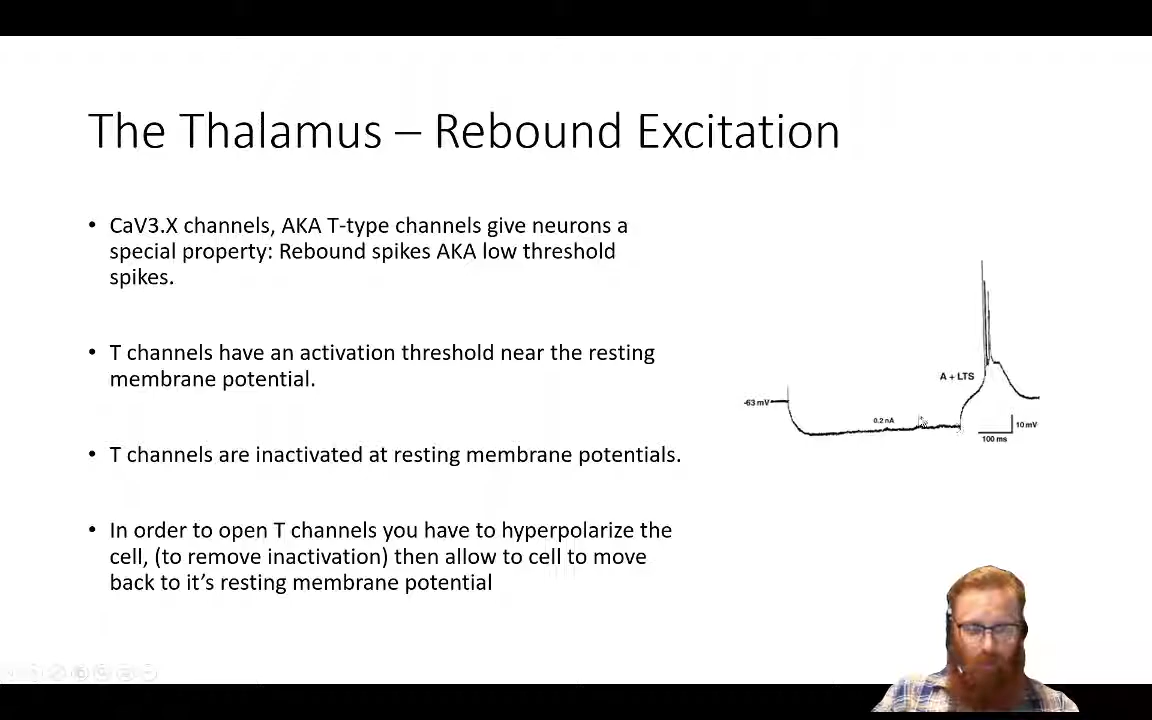 The Thalamus – Rebound Excitation
• CaV3.X channels, AKA T-type channels give neurons a
special property: Rebound spikes AKA low threshold
spikes.
• T channels have an activation threshold near the resting
membrane potential.
• T channels are inactivated at resting membrane potentials.
• In order to open T channels you have to hyperpolarize the
cell, (to remove inactivation) then allow to cell to move
back to it’s resting membrane potential
A + LTS
-63 mV
0.2 nA
10 mV
100 ms